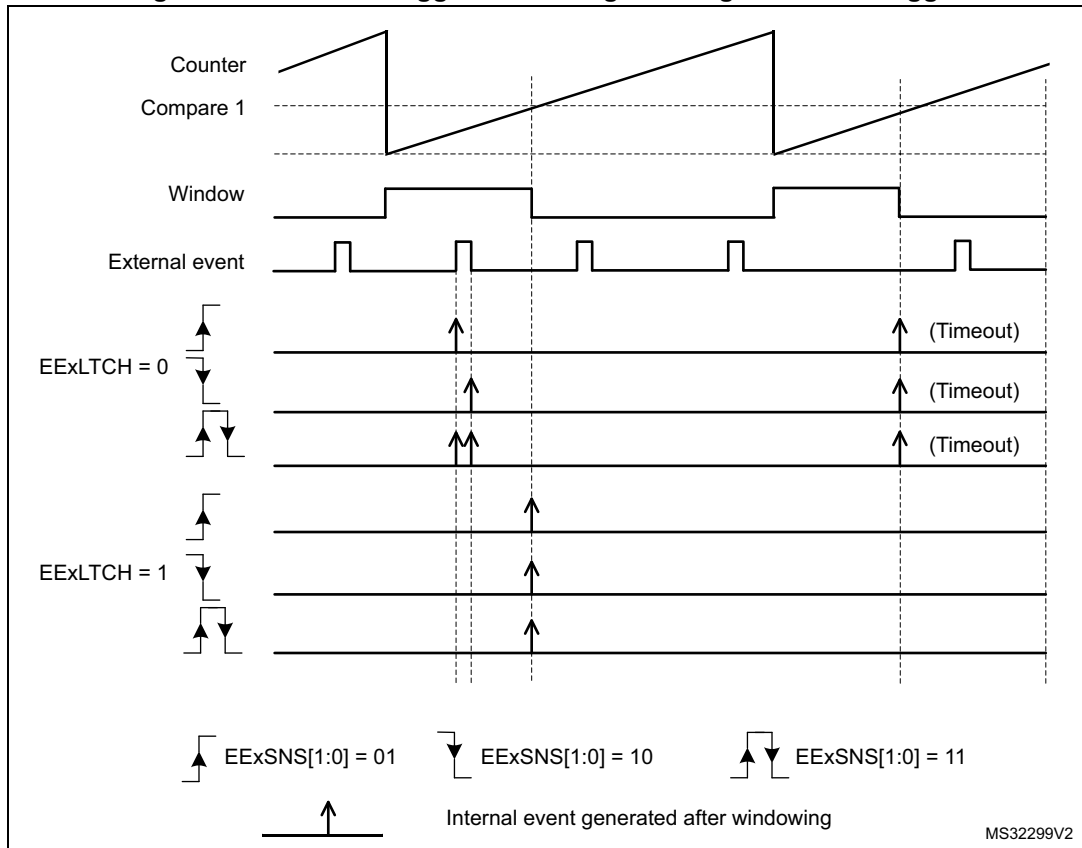 Counter
Compare 1
Window
External event
(Timeout)
EExLTCH = 0
(Timeout)
(Timeout)
EExLTCH = 1
EExSNS[1:0] = 01
EExSNS[1:0] = 10
EExSNS[1:0] = 11
Internal event generated after windowing
MS32299V2